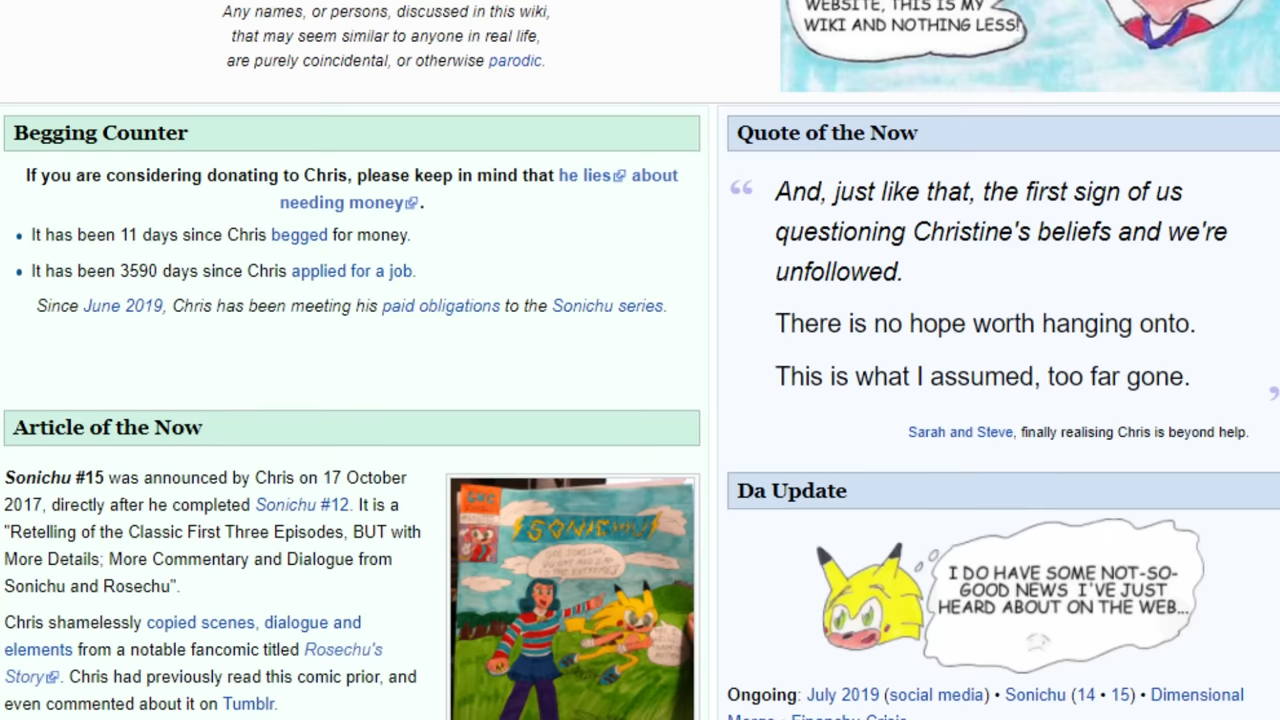 Any names, or persons, discussed in this wiki,
that may seem similar to anyone in real life,
are purely coincidental, or otherwise parodic.
WEBSITE, THIS IS MY
WIKI AND NOTHING LESS!
Begging Counter
If you are considering donating to Chris, please keep in mind that he lies about
needing money.
• It has been 11 days since Chris begged for money.
• It has been 3590 days since Chris applied for a job.
Since June 2019, Chris has been meeting his paid obligations to the Sonichu series.
Article of the Now
Sonichu #15 was announced by Chris on 17 October
2017, directly after he completed Sonichu #12. It is a
"Retelling of the Classic First Three Episodes, BUT with
More Details; More Commentary and Dialogue from
Sonichu and Rosechu".
Chris shamelessly copied scenes, dialogue and
elements from a notable fancomic titled Rosechu's
Story. Chris had previously read this comic prior, and
even commented about it on Tumblr.
SONICHU
Quote of the Now
“ And, just like that, the first sign of us
questioning Christine's beliefs and we're
unfollowed.
There is no hope worth hanging onto.
This is what I assumed, too far gone.
Sarah and Steve, finally realising Chris is beyond help.
Da Update
I DO HAVE SOME NOT-SO-
GOOD NEWS I'VE JUST
HEARD ABOUT ON THE WEB...
Ongoing: July 2019 (social media) • Sonichu (14 • 15) • Dimensional
Merge • Financhu Crisis